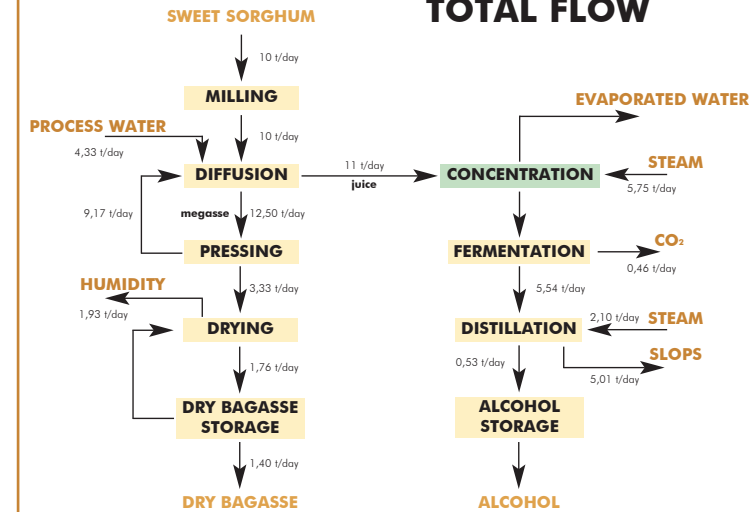 TOTAL FLOW
SWEET SORGHUM
10 t/day
MILLING
10 t/day
PROCESS WATER
4,33 t/day
DIFFUSION
11 t/day
juice
CONCENTRATION
EVAPORATED WATER
STEAM
5,75 t/day
9,17 t/day
megasse
12,50 t/day
PRESSING
FERMENTATION
CO₂
0,46 t/day
HUMIDITY
1,93 t/day
3,33 t/day
5,54 t/day
DRYING
DISTILLATION
2,10 t/day
STEAM
SLOPS
5,01 t/day
1,76 t/day
0,53 t/day
DRY BAGASSE
STORAGE
ALCOHOL
STORAGE
1,40 t/day
DRY BAGASSE
ALCOHOL